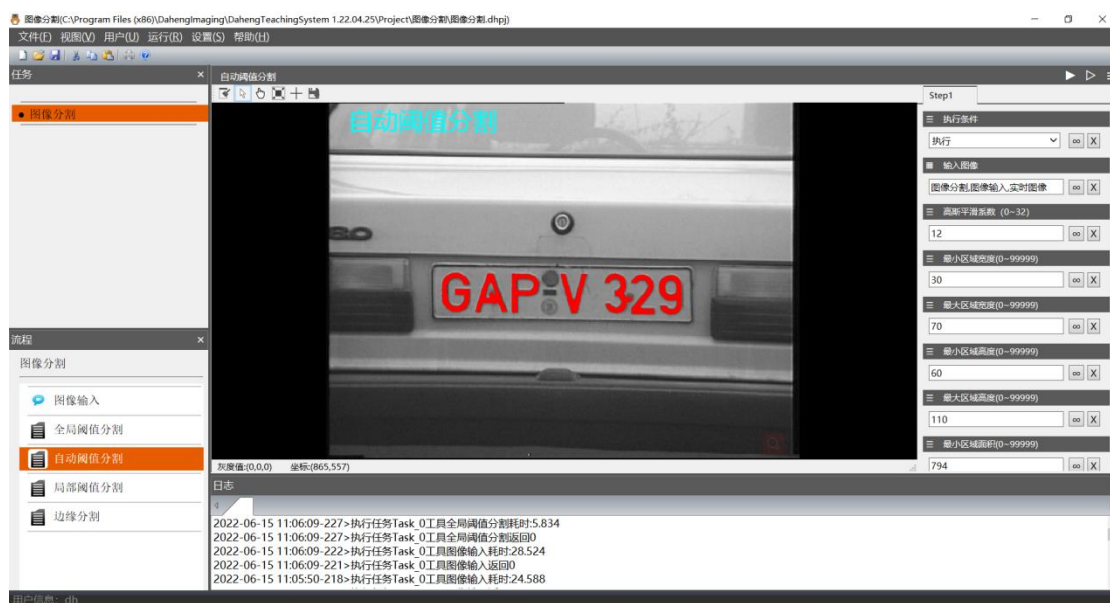 图像分割(C:\Program Files (x86)\DahengImaging\DahengTeachingSystem 1.22.04.25\Project\图像分割\图像分割.dhpj)
文件(F) 视图(V) 用户(U) 运行(R) 设置(S) 帮助(H)
任务
图像分割
流程
图像分割
图像输入
全局阈值分割
自动阈值分割
局部阈值分割
边缘分割
自动阈值分割
自动阈值分割
80
GAP V 329
灰度值:(0,0,0) 坐标:(865,557)
日志
2022-06-15 11:06:09-227>执行任务Task_0工具全局阈值分割耗时:5.834
2022-06-15 11:06:09-227>执行任务Task_0工具全局阈值分割返回0
2022-06-15 11:06:09-222>执行任务Task_0工具图像输入耗时:28.524
2022-06-15 11:06:09-221>执行任务Task_0工具图像输入返回0
2022-06-15 11:05:50-218>执行任务Task_0工具图像输入耗时:24.588
Step1
执行条件
执行
输入图像
图像分割,图像输入,实时图像
高斯平滑系数 (0~32)
12
最小区域宽度(0~99999)
30
最大区域宽度(0~99999)
70
最小区域高度(0~99999)
60
最大区域高度(0~99999)
110
最小区域面积(0~99999)
794
用户信息: dh